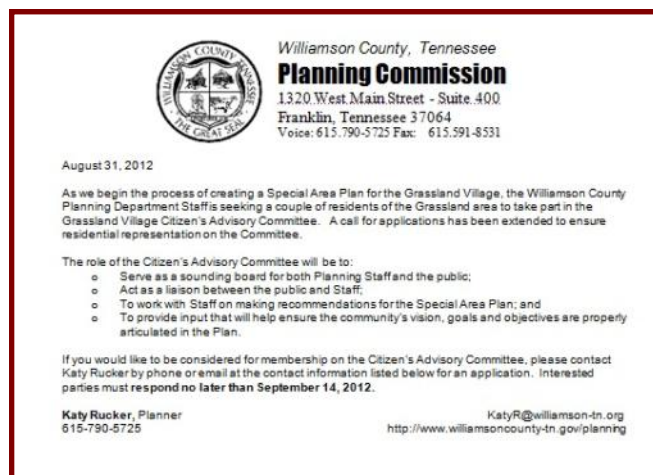 WILLIAMSON COUNTY, TENNESSEE
THE GREAT SEAL
Williamson County, Tennessee
Planning Commission
1320 West Main Street - Suite 400
Franklin, Tennessee 37064
Voice: 615.790-5725 Fax: 615.591-8531
August 31, 2012
As we begin the process of creating a Special Area Plan for the Grassland Village, the Williamson County
Planning Department Staff is seeking a couple of residents of the Grassland area to take part in the
Grassland Village Citizen's Advisory Committee. A call for applications has been extended to ensure
residential representation on the Committee.
The role of the Citizen's Advisory Committee will be to:
o Serve as a sounding board for both Planning Staff and the public;
o Act as a liaison between the public and Staff;
o To work with Staff on making recommendations for the Special Area Plan; and
o To provide input that will help ensure the community's vision, goals and objectives are properly
articulated in the Plan.
If you would like to be considered for membership on the Citizen's Advisory Committee, please contact
Katy Rucker by phone or email at the contact information listed below for an application. Interested
parties must respond no later than September 14, 2012.
Katy Rucker, Planner KatyR@williamson-tn.org
615-790-5725 http://www.williamsoncounty-tn.gov/planning